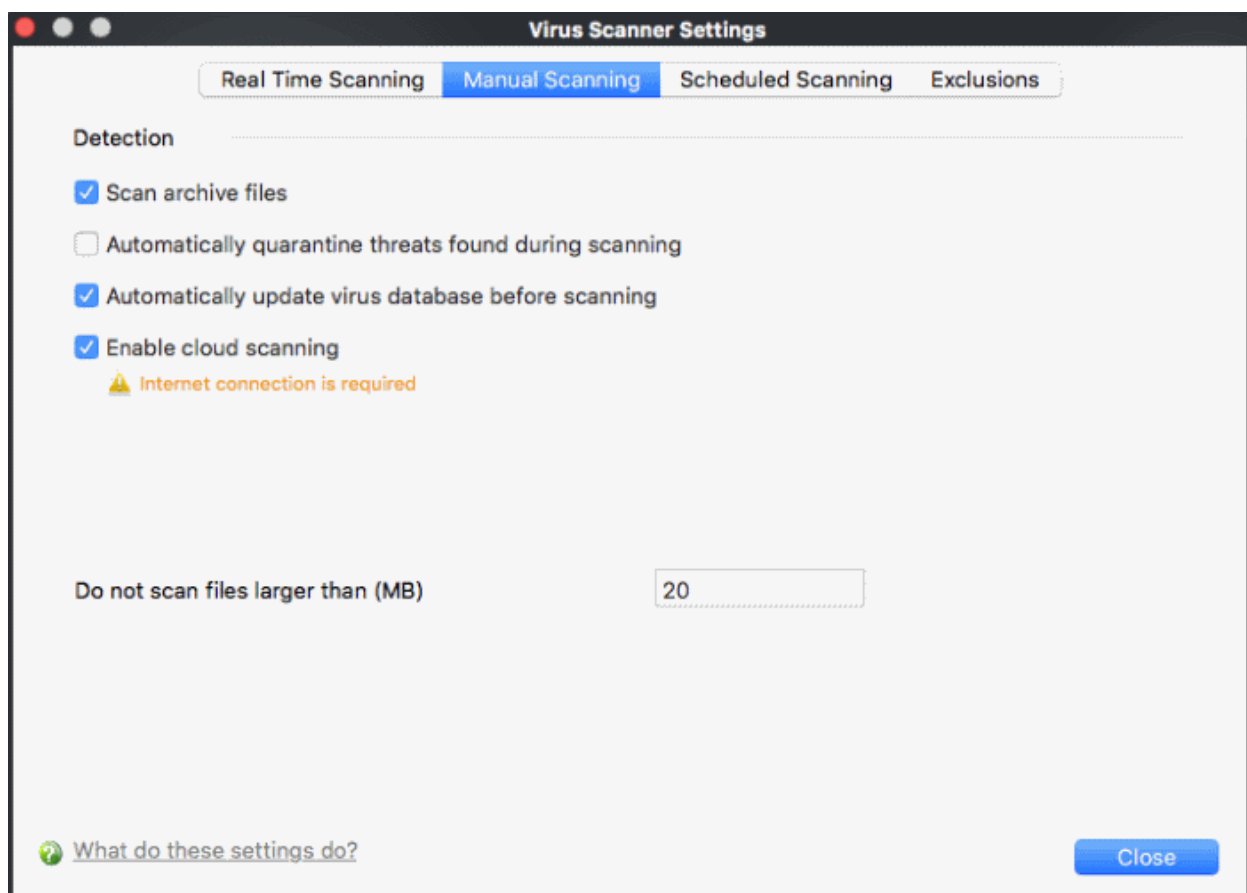 Virus Scanner Settings
Real Time Scanning Manual Scanning Scheduled Scanning Exclusions
Detection
Scan archive files
Automatically quarantine threats found during scanning
Automatically update virus database before scanning
Enable cloud scanning
Internet connection is required
Do not scan files larger than (MB) 20
What do these settings do? Close